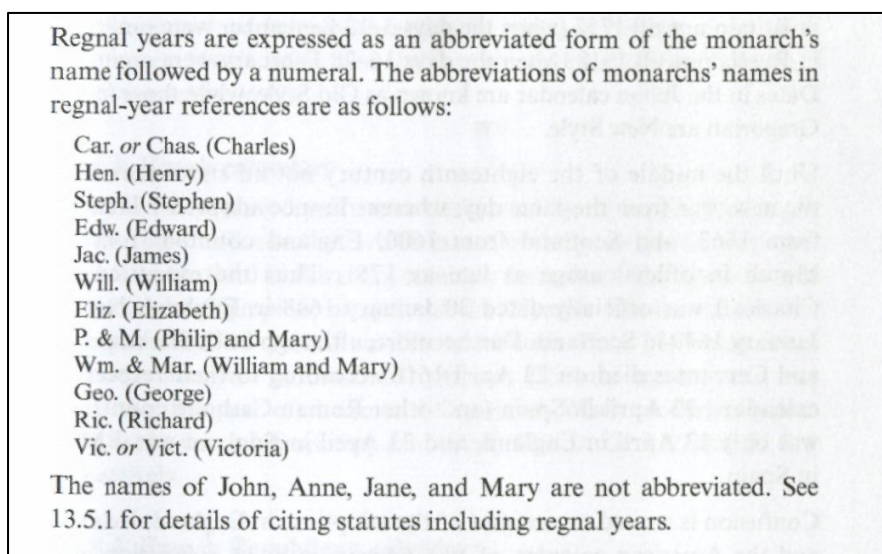 Regnal years are expressed as an abbreviated form of the monarch's
name followed by a numeral. The abbreviations of monarchs' names in
regnal-year references are as follows:
Car. or Chas. (Charles)
Hen. (Henry)
Steph. (Stephen)
Edw. (Edward)
Jac. (James)
Will. (William)
Eliz. (Elizabeth)
P. & M. (Philip and Mary)
Wm. & Mar. (William and Mary)
Geo. (George)
Ric. (Richard)
Vic. or Vict. (Victoria)
The names of John, Anne, Jane, and Mary are not abbreviated. See
13.5.1 for details of citing statutes including regnal years.